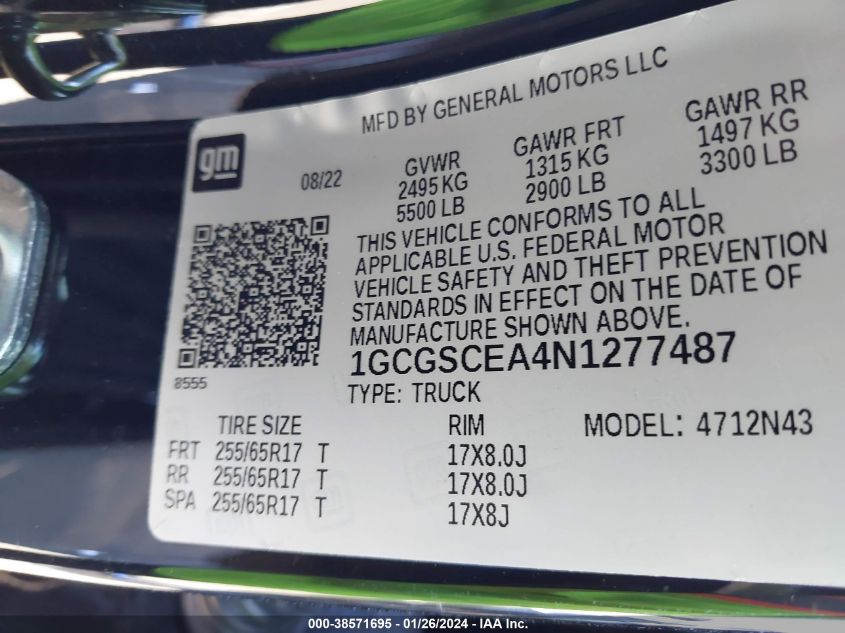 MFD BY GENERAL MOTORS LLC
gm
08/22
GVWR
2495 KG
5500 LB
GAWR FRT
1315 KG
2900 LB
GAWR RR
1497 KG
3300 LB
THIS VEHICLE CONFORMS TO ALL
APPLICABLE U.S. FEDERAL MOTOR
VEHICLE SAFETY AND THEFT PREVENTION
STANDARDS IN EFFECT ON THE DATE OF
MANUFACTURE SHOWN ABOVE.
1GCGSCEA4N1277487
8555
TYPE: TRUCK
TIRE SIZE RIM MODEL: 4712N43
FRT 255/65R17 T 17X8.0J
RR 255/65R17 T 17X8.0J
SPA 255/65R17 T 17X8J
000-38571695 - 01/26/2024 - IAA Inc.